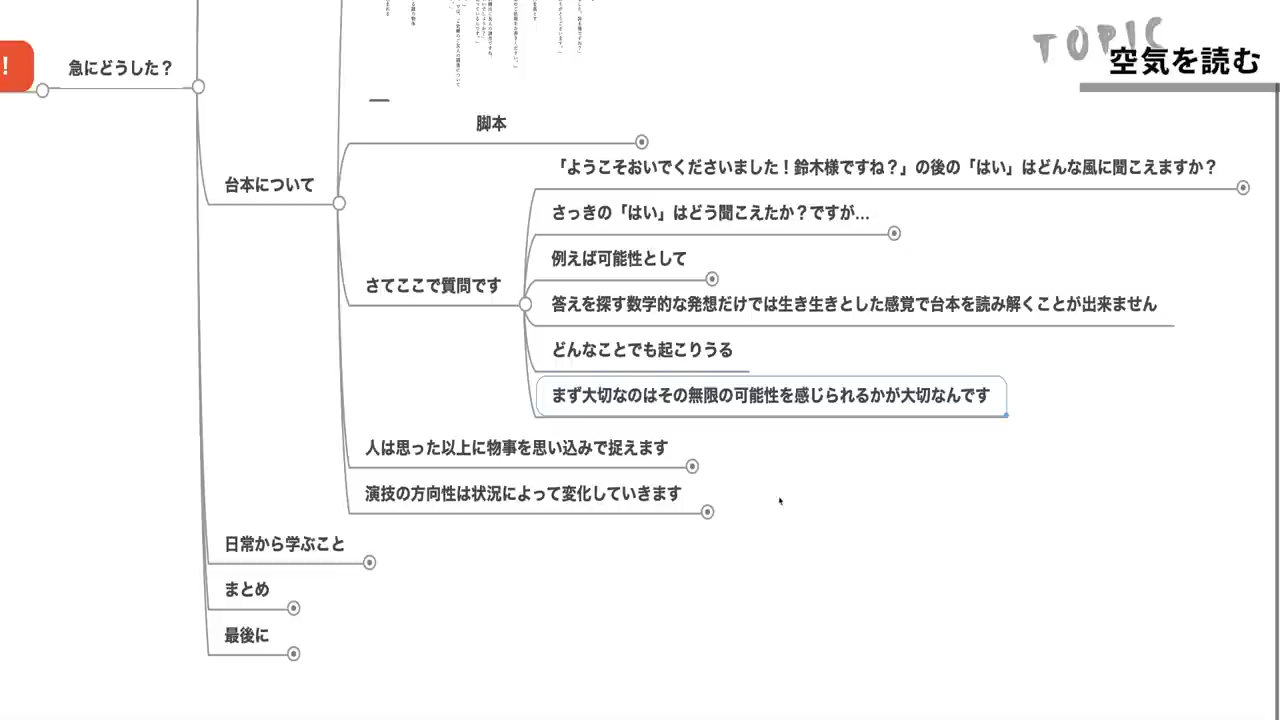 TOPIC
空気を読む
!
急にどうした？
脚本
台本について
「ようこそおいでくださいました！鈴木様ですね？」の後の「はい」はどんな風に聞こえますか？
さっきの「はい」はどう聞こえたか？ですが...
例えば可能性として
さてここで質問です
答えを探す数学的な発想だけでは生き生きとした感覚で台本を読み解くことが出来ません
どんなことでも起こりうる
まず大切なのはその無限の可能性を感じられるかが大切なんです
人は思った以上に物事を思い込みで捉えます
演技の方向性は状況によって変化していきます
日常から学ぶこと
まとめ
最後に